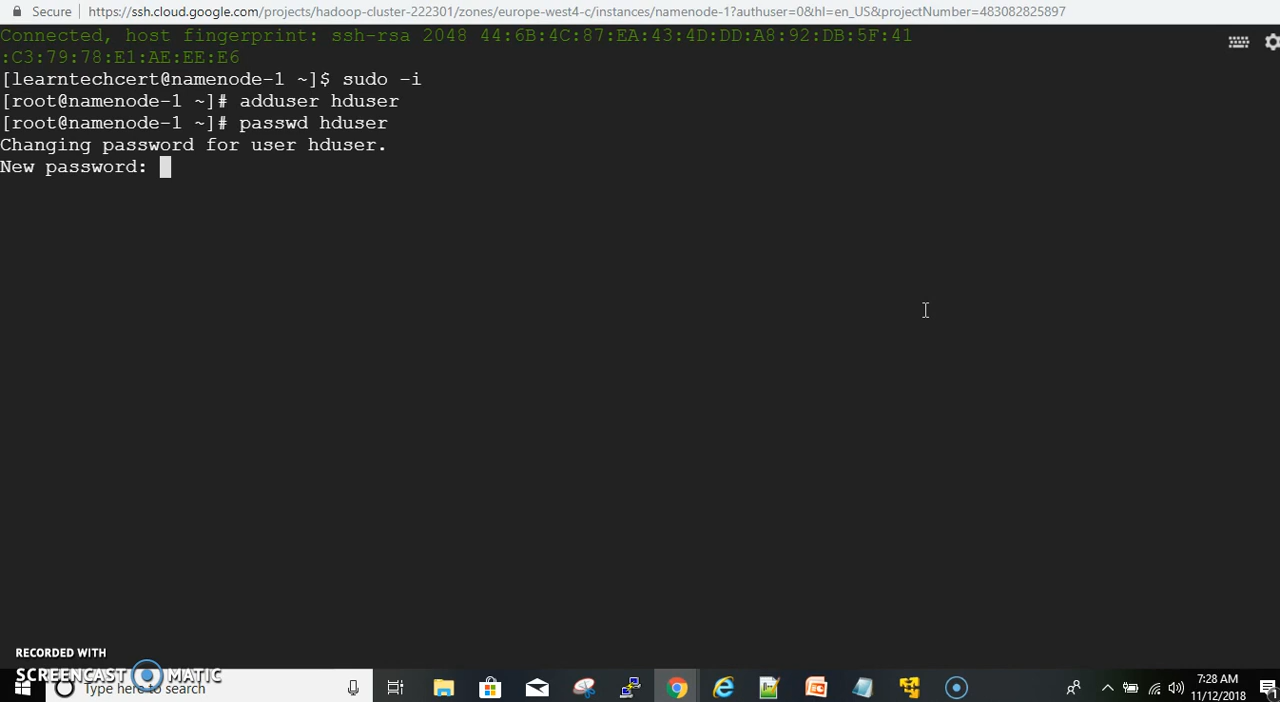 Secure
https://ssh.cloud.google.com/projects/hadoop-cluster-222301/zones/europe-west4-c/instances/namenode-1?authuser=0&hl=en_US&projectNumber=483082825897
Connected, host fingerprint: ssh-rsa 2048 44:6B:4C:87:EA:43:4D:DD:A8:92:DB:5F:41
:C3:79:78:E1:AE:EE:E6
[learntechcert@namenode-1 ~]$ sudo -i
[root@namenode-1 ~]# adduser hduser
[root@namenode-1 ~]# passwd hduser
Changing password for user hduser.
New password:
RECORDED WITH
SCREENCAST MATIC
Type here to search
7:28 AM
11/12/2018
1